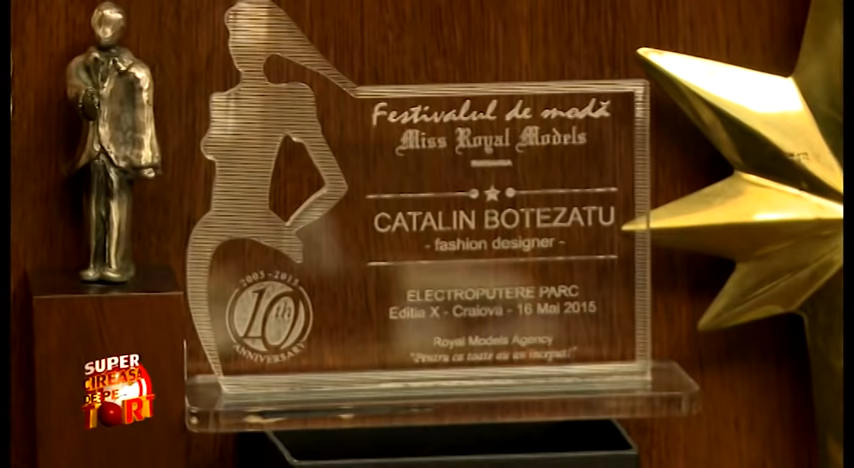 Festivalul de modă
Miss Royal Models
CATALIN BOTEZATU
- fashion designer -
2005-2015
10th
ANNIVERSARY
ELECTROPUTERE PARC
Editia X - Craiova - 16 Mai 2015
Royal Models Agency
"Pentru ca toate au un inceput!"
SUPER
CIREAȘA
DE PE
TORT